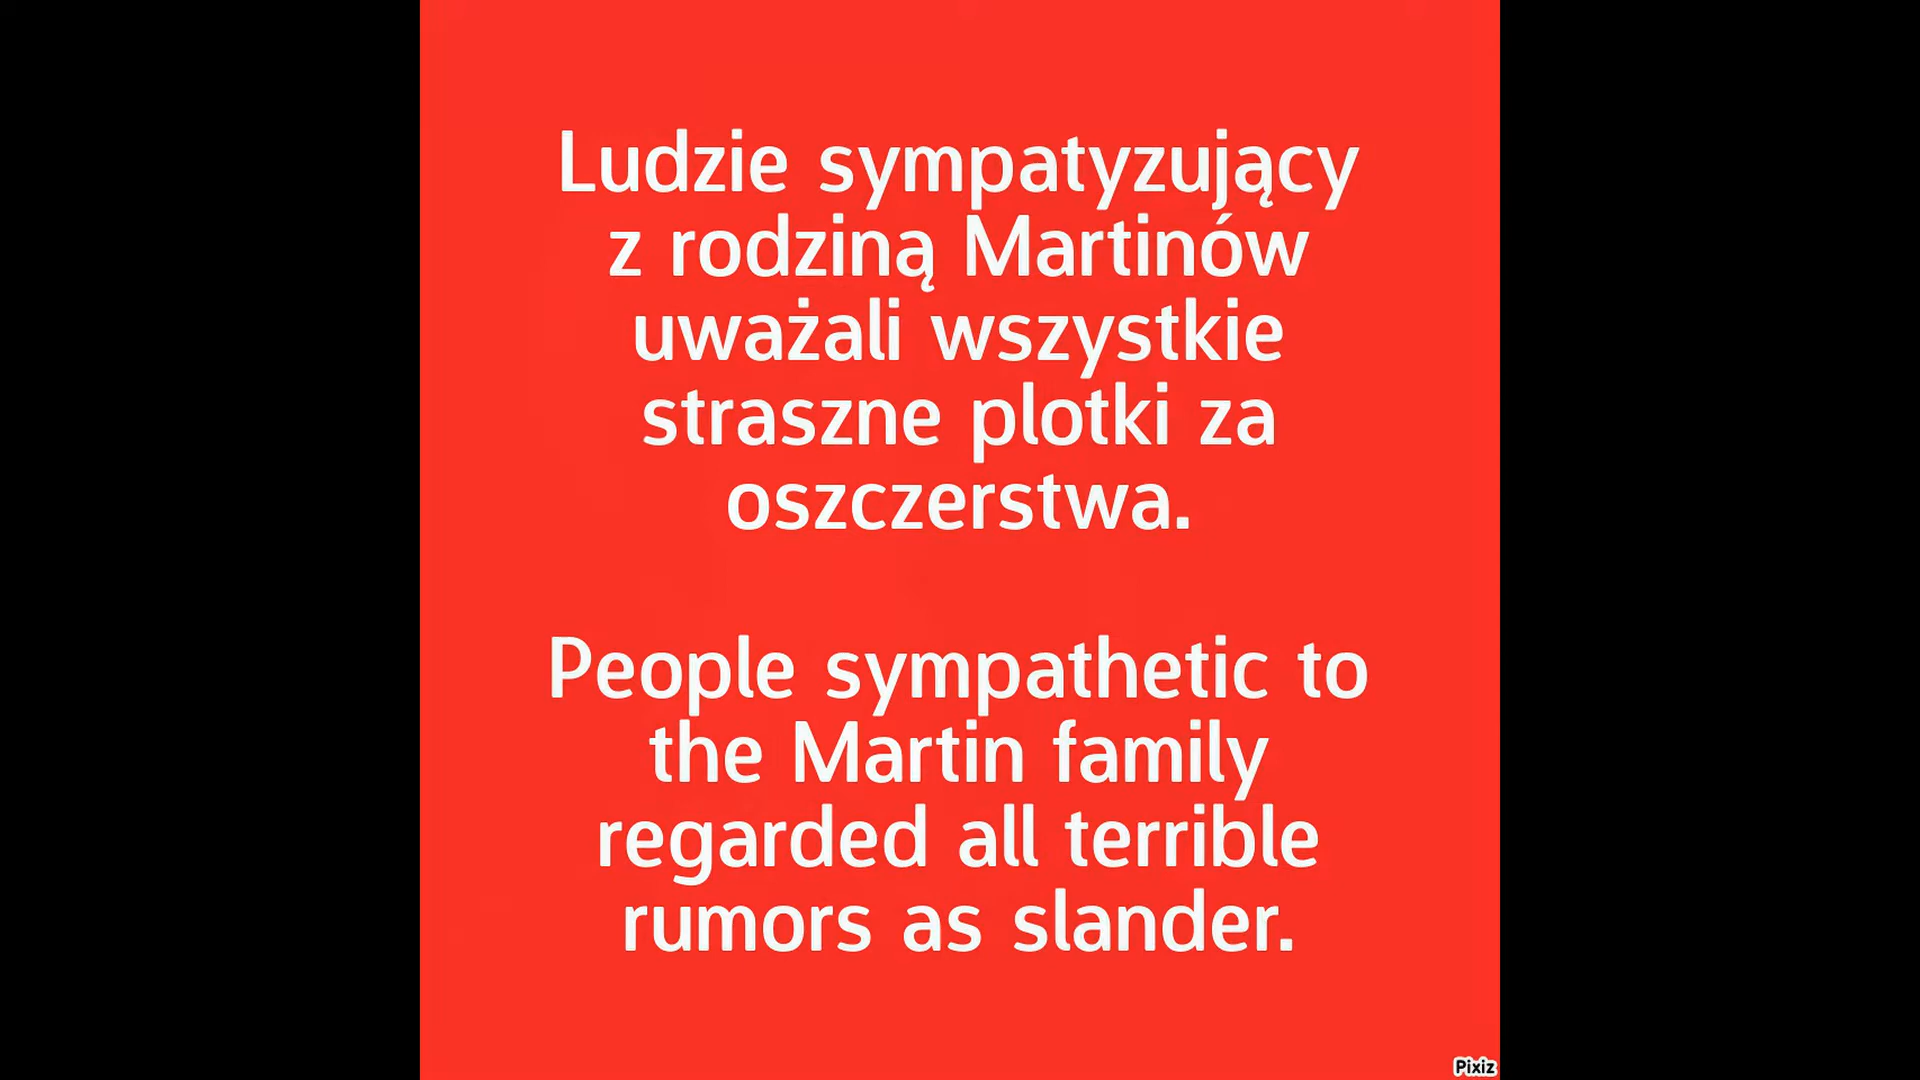 Ludzie sympatyzujący
z rodziną Martinów
uważali wszystkie
straszne plotki za
oszczerstwa.
People sympathetic to
the Martin family
regarded all terrible
rumors as slander.
Pixiz